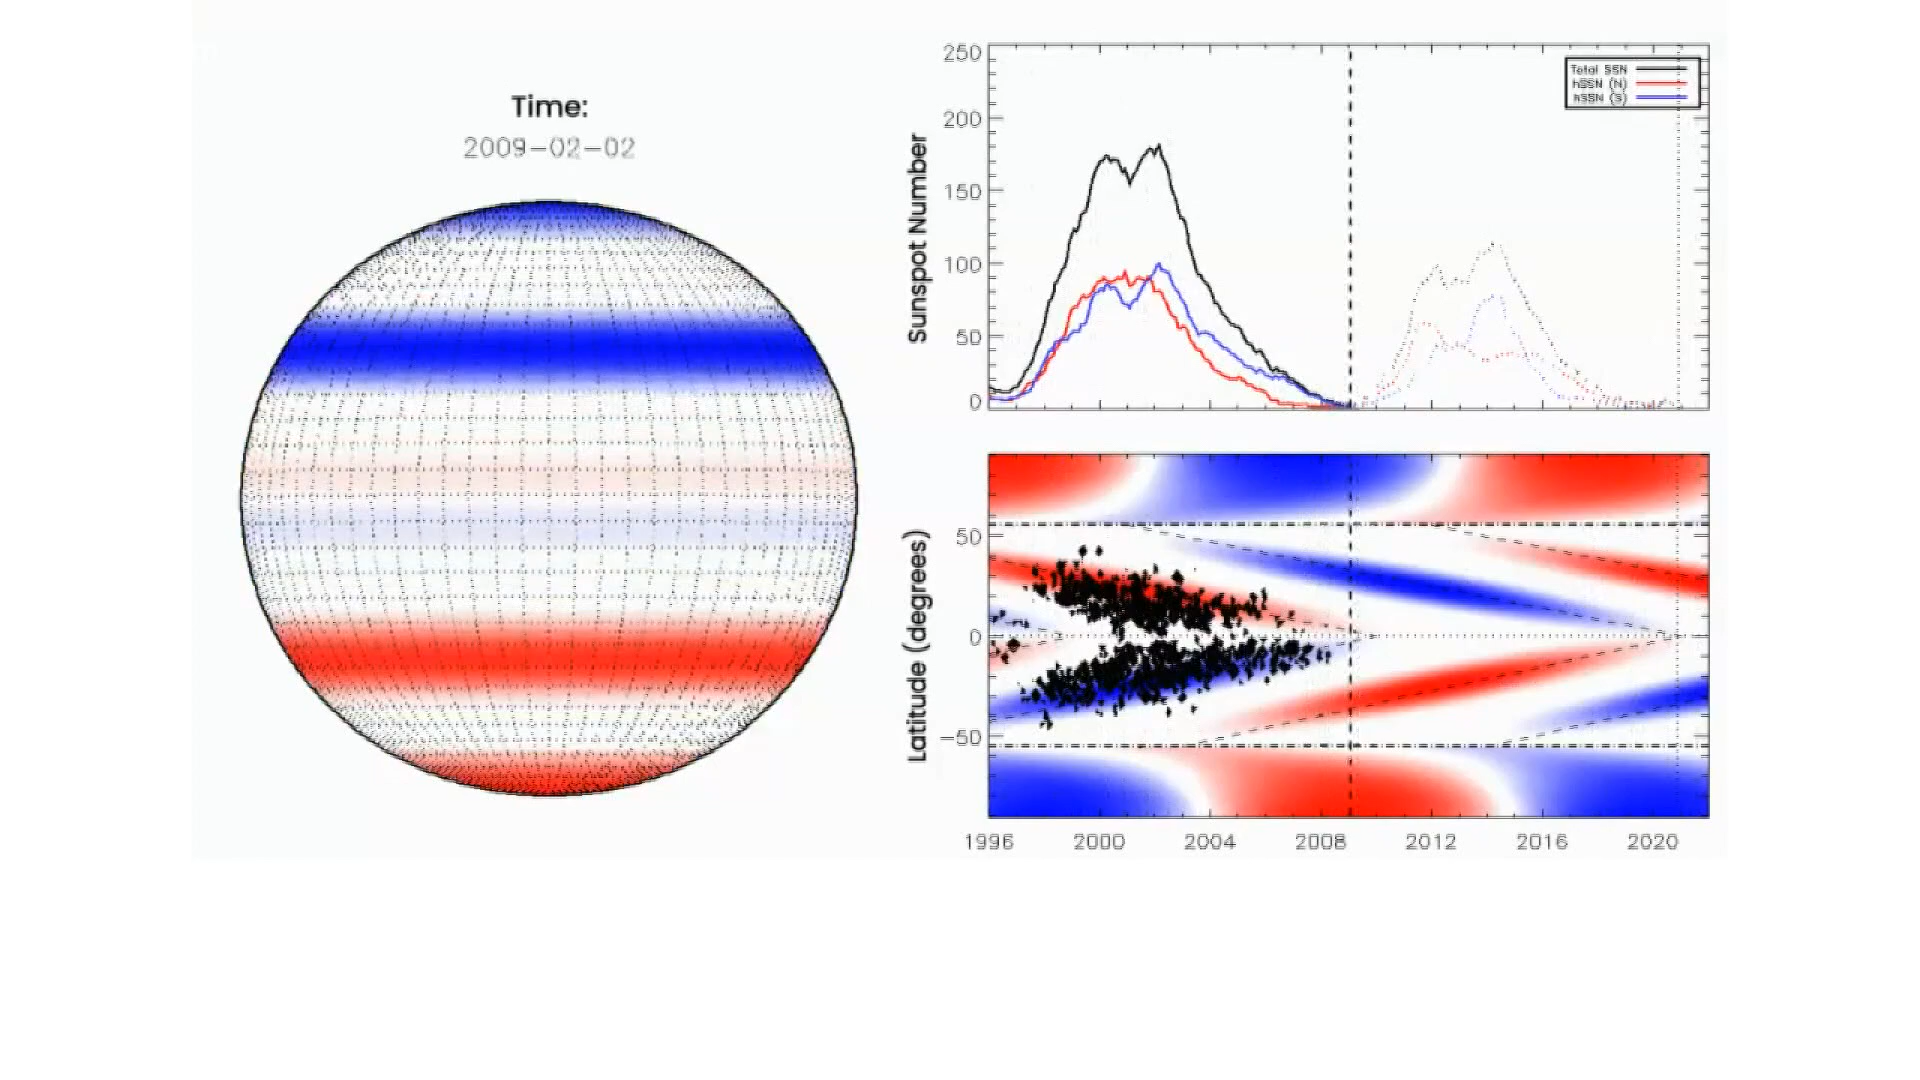 Time:
2009-02-02
Sunspot Number
250
200
150
100
50
0
Total SSN
hSSN (N)
hSSN (S)
Latitude (degrees)
50
0
-50
1996 2000 2004 2008 2012 2016 2020